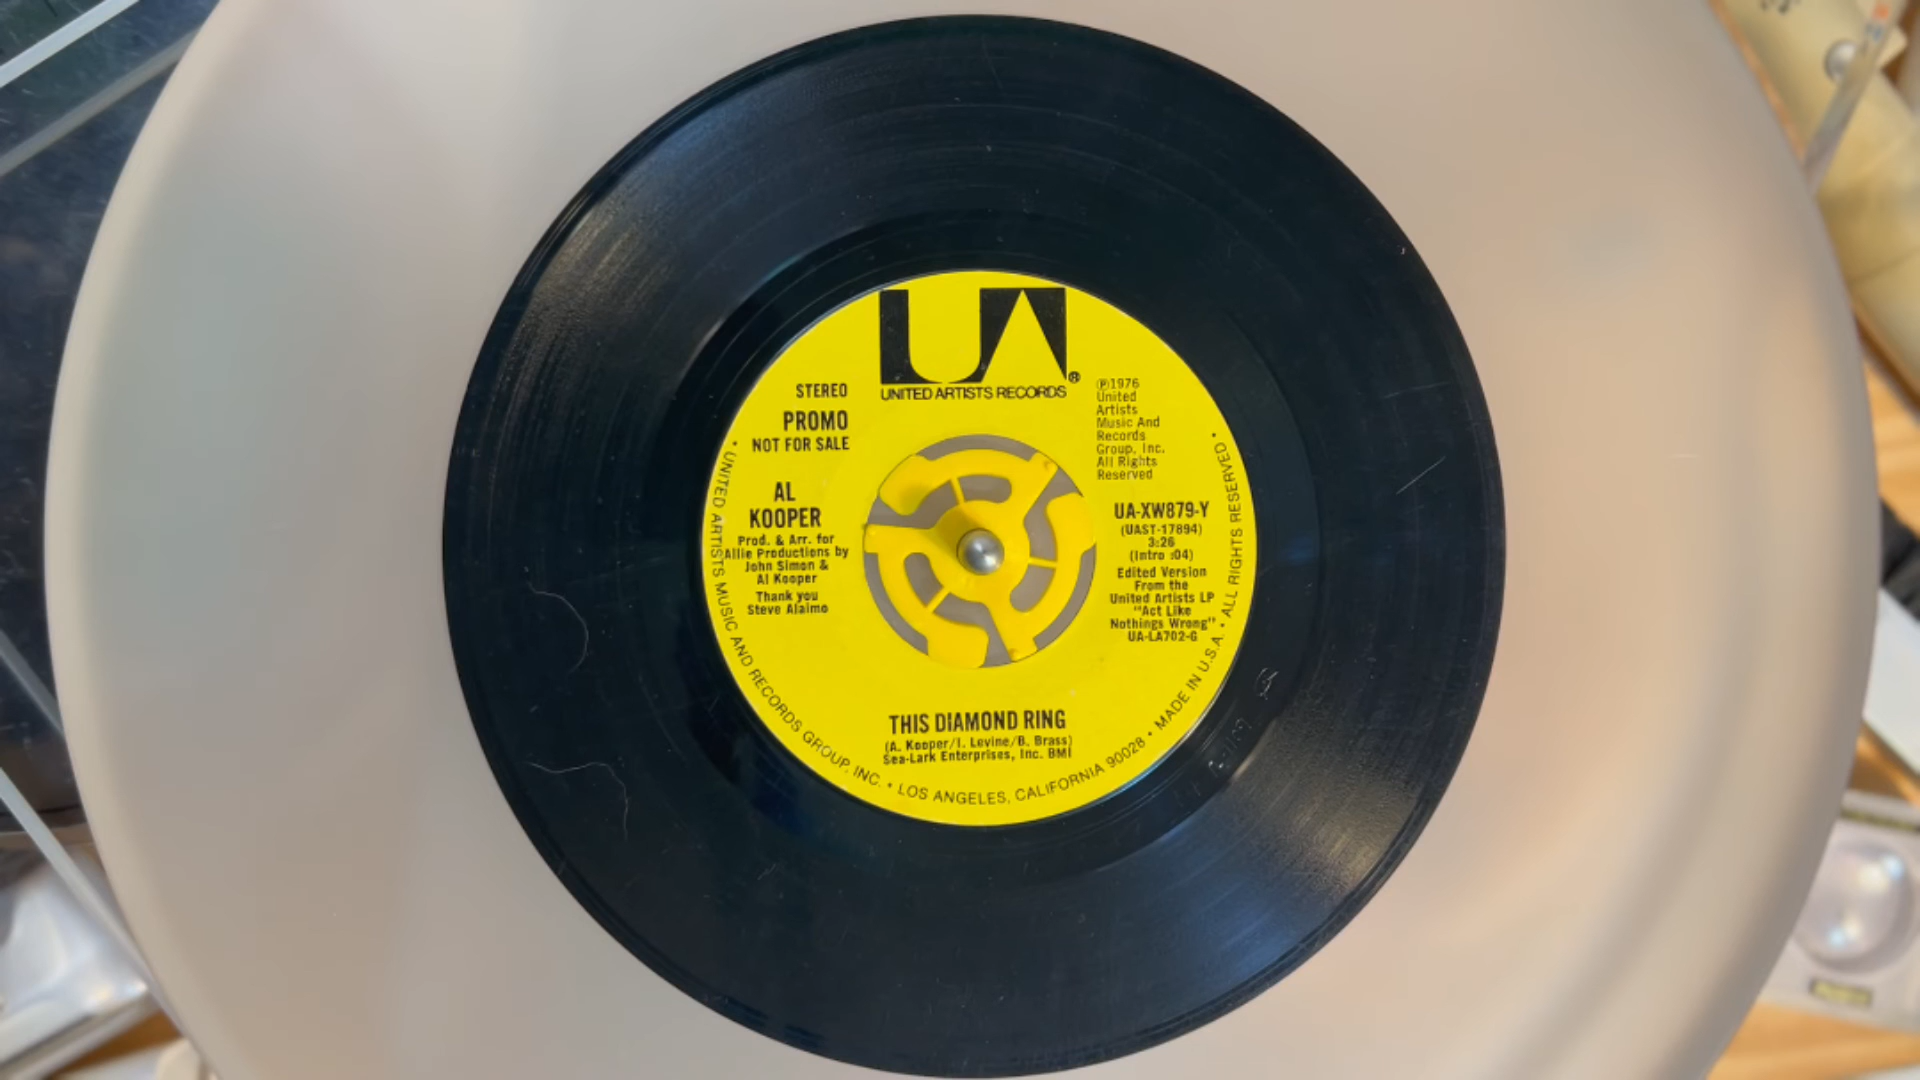 UA®
UNITED ARTISTS RECORDS
STEREO
PROMO
NOT FOR SALE
AL
KOOPER
Prod. & Arr. for
Allie Productions by
John Simon &
Al Kooper
Thank you
Steve Alaimo
℗1976
United
Artists
Music And
Records
Group, Inc.
All Rights
Reserved
UA-XW879-Y
(UAST-17894)
3:26
(Intro :04)
Edited Version
From the
United Artists LP
"Act Like
Nothings Wrong"
UA-LA702-G
THIS DIAMOND RING
(A. Kooper/I. Levine/B. Brass)
Sea-Lark Enterprises, Inc. BMI
• UNITED ARTISTS MUSIC AND RECORDS GROUP, INC. • LOS ANGELES, CALIFORNIA 90028 • MADE IN U.S.A. • ALL RIGHTS RESERVED •